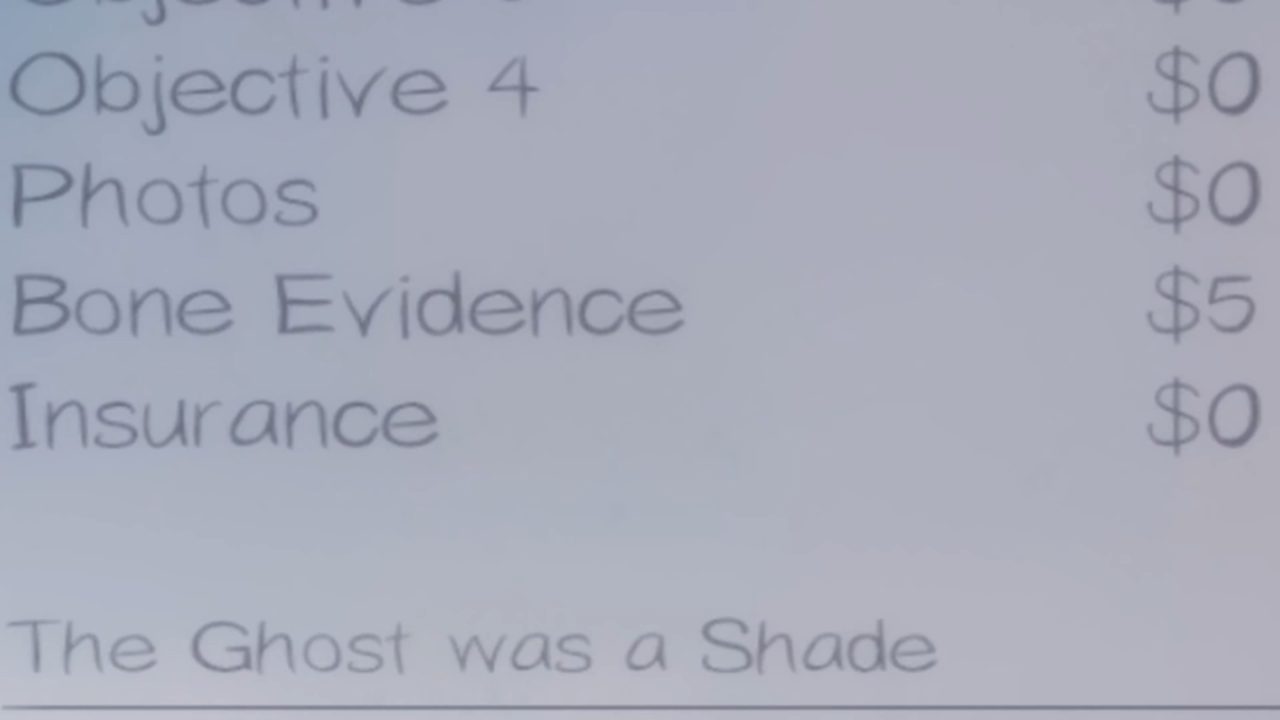 Objective 4 $0
Photos $0
Bone Evidence $5
Insurance $0
The Ghost was a Shade